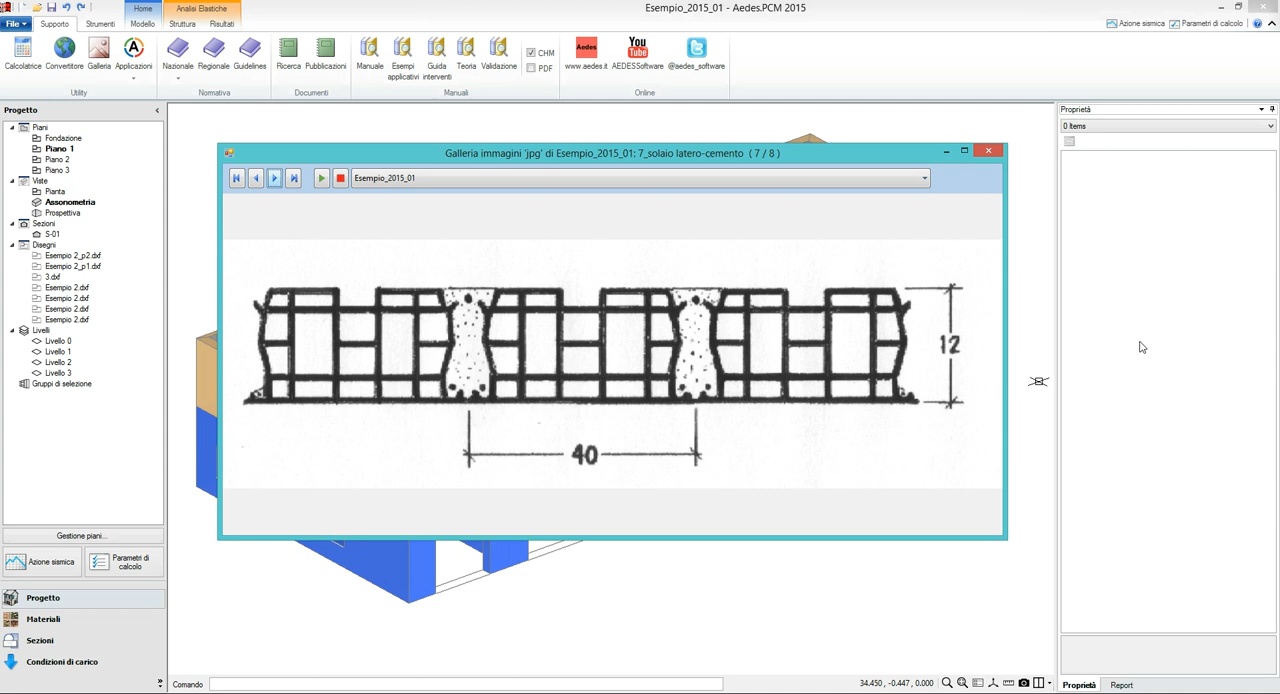 Esempio_2015_01 - Aedes.PCM 2015
Home
Analisi Elastiche
File
Supporto
Strumenti
Modello
Struttura
Risultati
Azione sismica
Parametri di calcolo
Calcolatrice
Convertitore
Galleria
Applicazioni
Utility
Nazionale
Regionale
Guidelines
Normativa
Ricerca
Pubblicazioni
Documenti
Manuale
Esempi applicativi
Guida interventi
Teoria
Validazione
CHM
PDF
Manuali
Aedes
www.aedes.it
You Tube
AEDESSoftware
@aedes_software
Online
Progetto
Piani
Fondazione
Piano 1
Piano 2
Piano 3
Viste
Pianta
Assonometria
Prospettiva
Sezioni
S-01
Disegni
Esempio 2_p2.dxf
Esempio 2_p1.dxf
3.dxf
Esempio 2.dxf
Esempio 2.dxf
Esempio 2.dxf
Esempio 2.dxf
Livelli
Livello 0
Livello 1
Livello 2
Livello 3
Gruppi di selezione
Gestione piani...
Azione sismica
Parametri di calcolo
Progetto
Materiali
Sezioni
Condizioni di carico
Galleria immagini 'jpg' di Esempio_2015_01: 7_solaio latero-cemento ( 7 / 8 )
Esempio_2015_01
12
40
Proprietà
0 Items
Comando
34.450 , -0.447, 0.000
Proprietà
Report